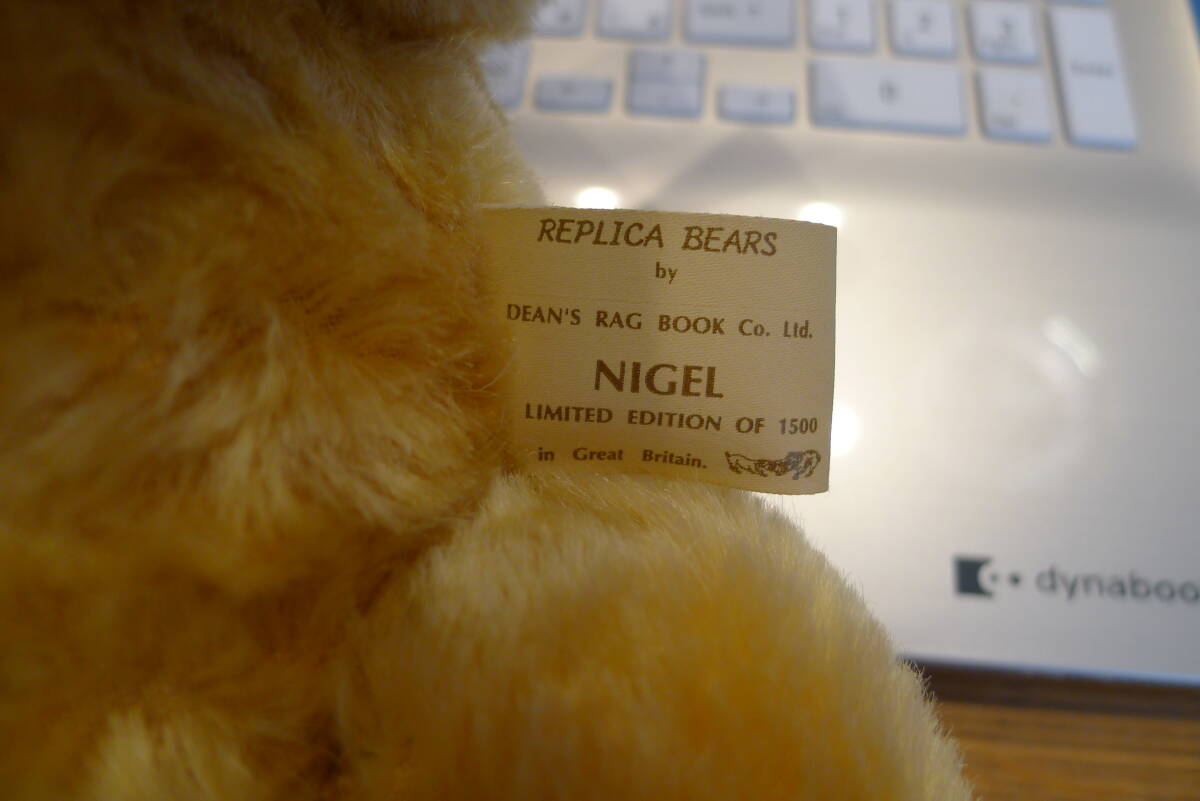 REPLICA BEARS
by
DEAN'S RAG BOOK Co. Ltd.
NIGEL
LIMITED EDITION OF 1500
in Great Britain.
dynaboo